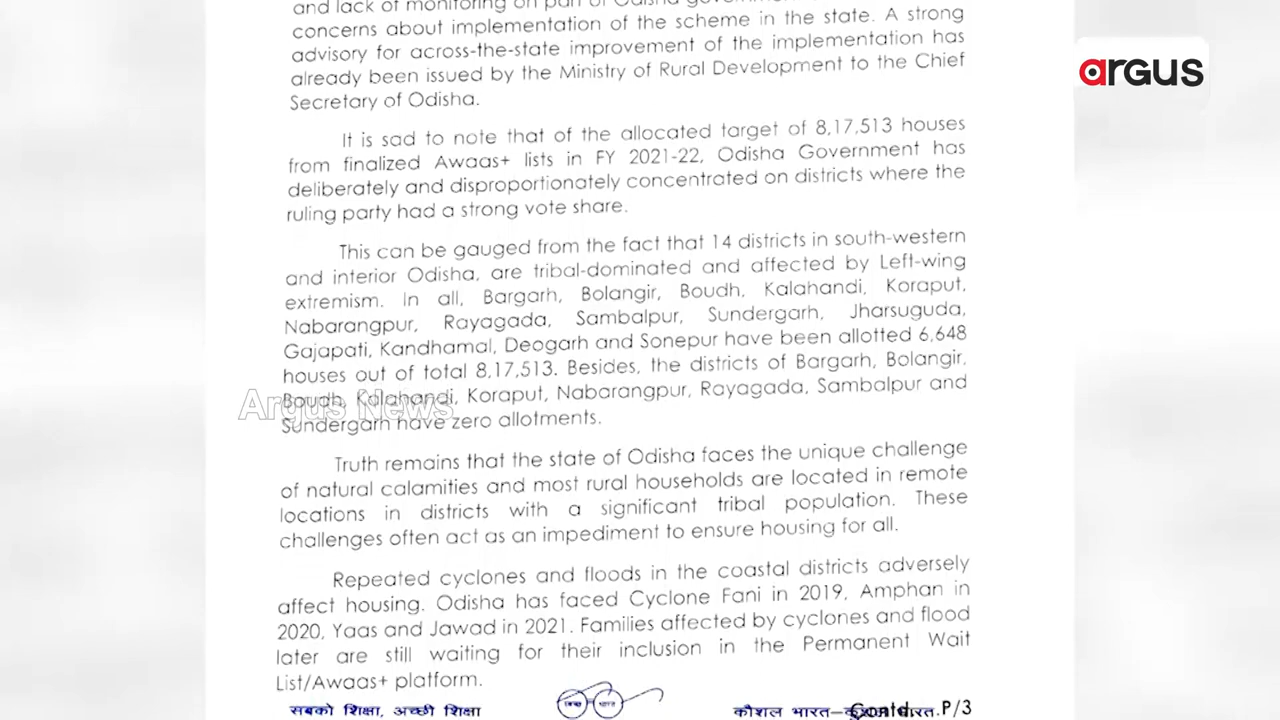 and lack of monitoring on part of Odisha
concerns about implementation of the scheme in the state. A strong
advisory for across-the-state improvement of the implementation has
already been issued by the Ministry of Rural Development to the Chief
Secretary of Odisha.
argus
It is sad to note that of the allocated target of 8,17,513 houses
from finalized Awaas+ lists in FY 2021-22, Odisha Government has
deliberately and disproportionately concentrated on districts where the
ruling party had a strong vote share.
This can be gauged from the fact that 14 districts in south-western
and interior Odisha, are tribal-dominated and affected by Left-wing
extremism. In all, Bargarh, Bolangir, Boudh, Kalahandi, Koraput,
Nabarangpur, Rayagada, Sambalpur, Sundergarh, Jharsuguda,
Gajapati, Kandhamal, Deogarh and Sonepur have been allotted 6,648
houses out of total 8,17,513. Besides, the districts of Bargarh, Bolangir,
Boudh, Kalahandi, Koraput, Nabarangpur, Rayagada, Sambalpur and
Argus News
Sundergarh have zero allotments.
Truth remains that the state of Odisha faces the unique challenge
of natural calamities and most rural households are located in remote
locations in districts with a significant tribal population. These
challenges often act as an impediment to ensure housing for all.
Repeated cyclones and floods in the coastal districts adversely
affect housing. Odisha has faced Cyclone Fani in 2019, Amphan in
2020, Yaas and Jawad in 2021. Families affected by cyclones and flood
later are still waiting for their inclusion in the Permanent Wait
List/Awaas+ platform.
सबको शिक्षा, अच्छी शिक्षा
स्वच्छ भारत
कौशल भारत–कुशल भारत
Contd...P/3